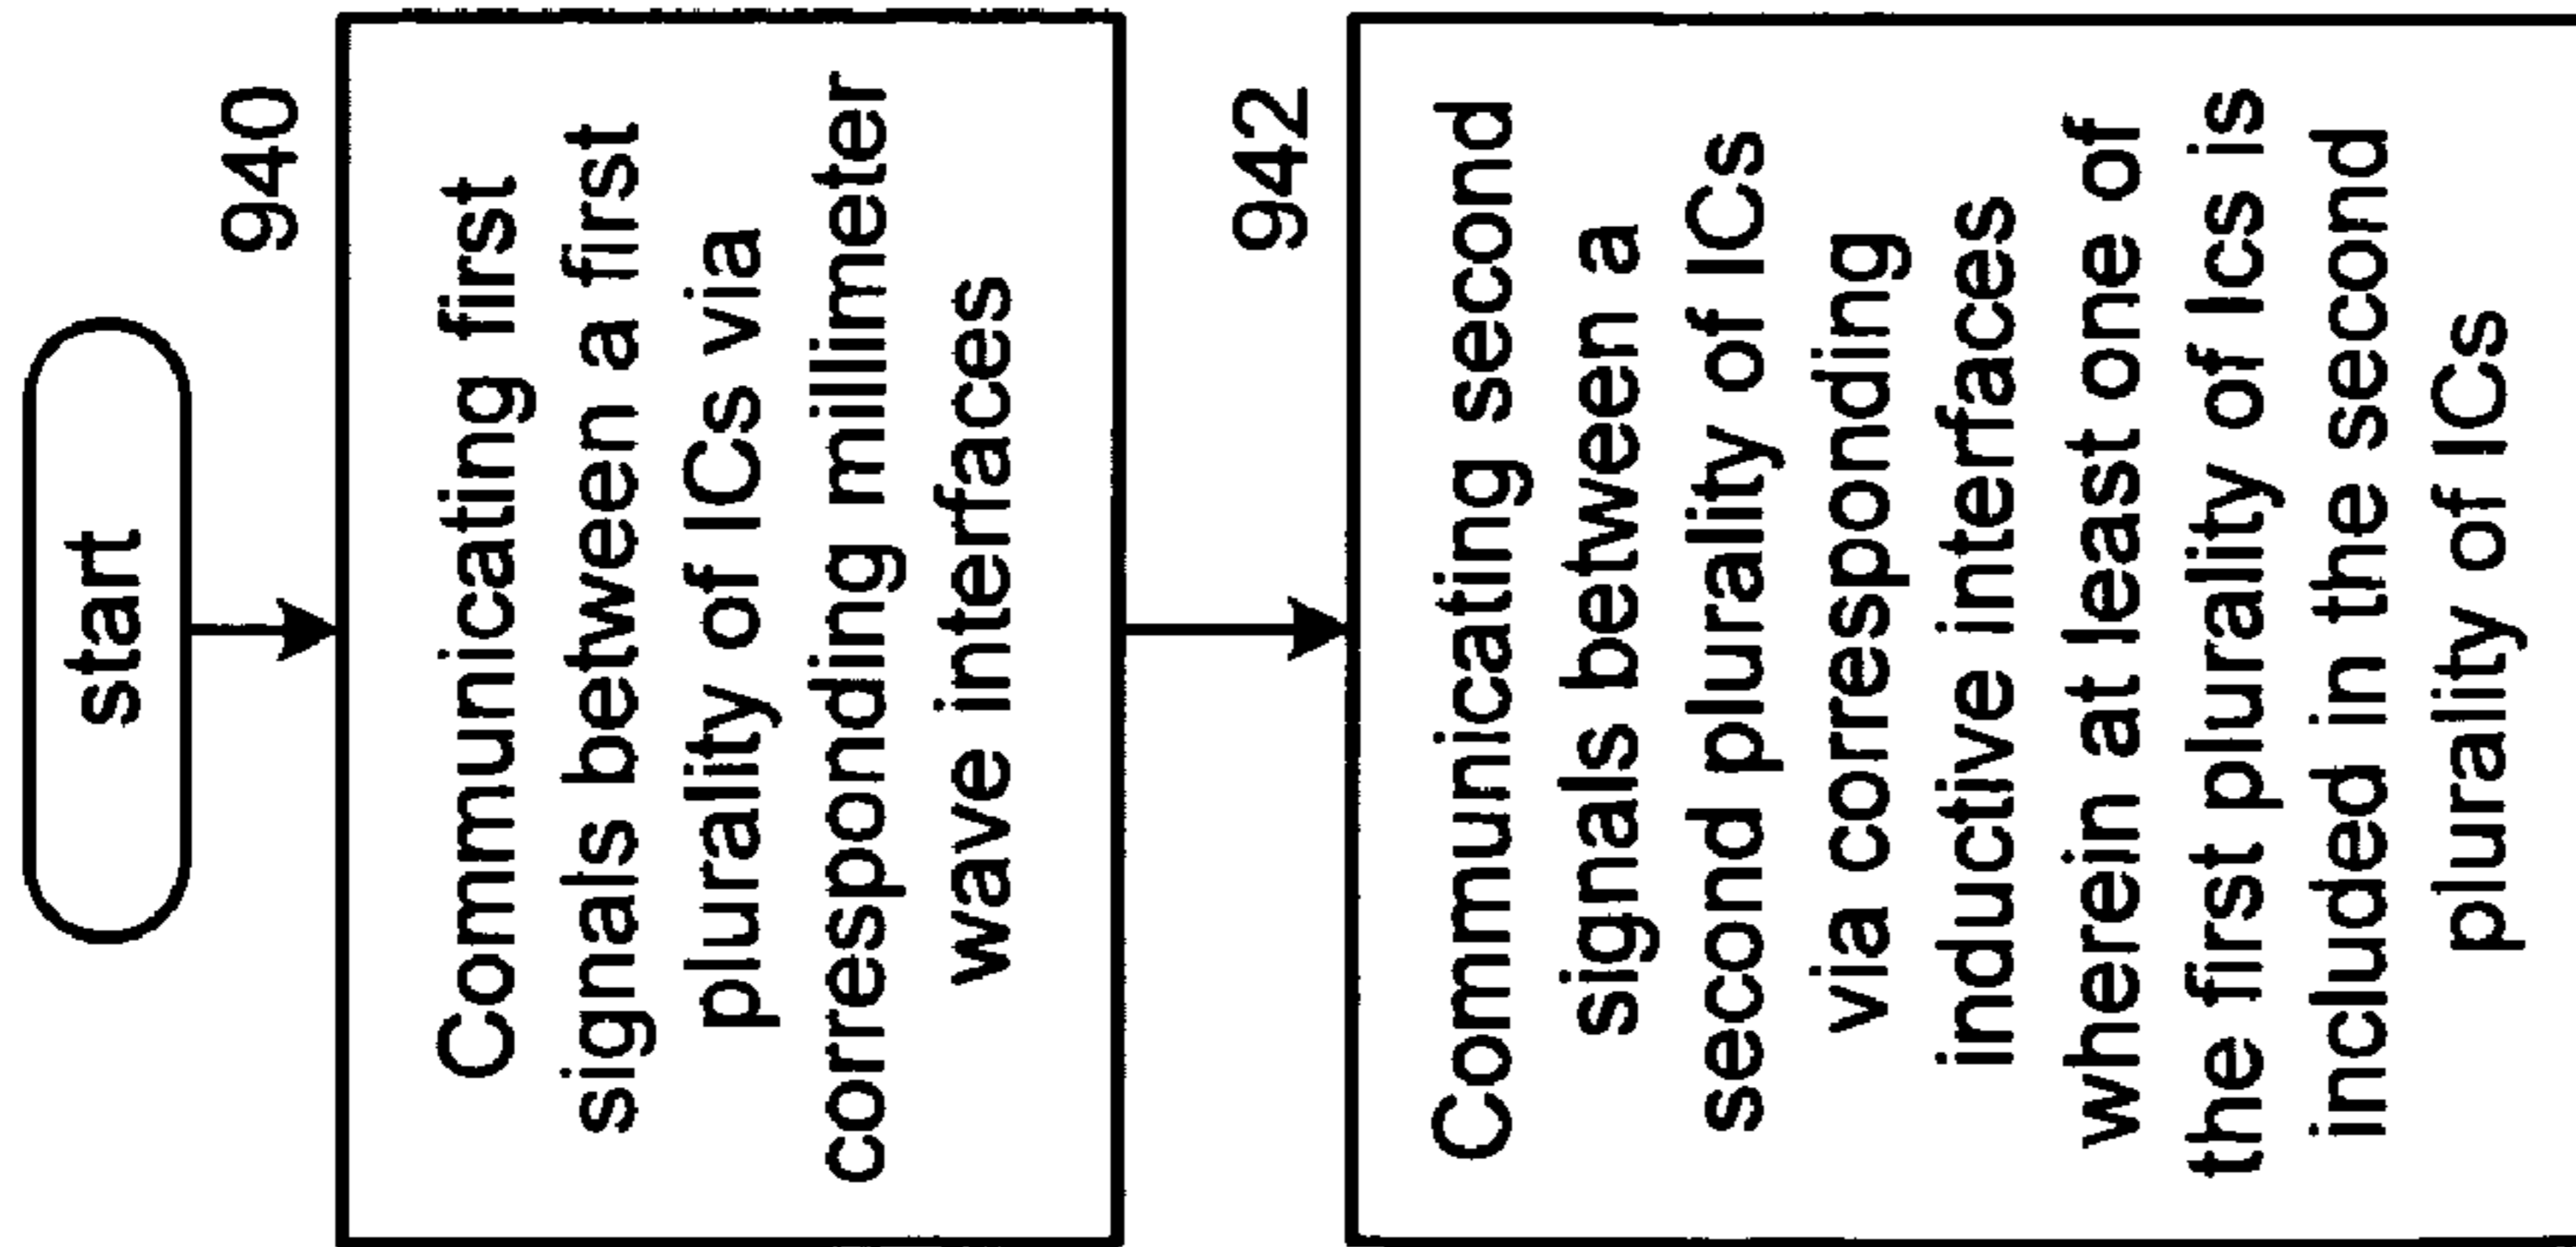 start
940
Communicating first
signals between a first
plurality of ICs via
corresponding millimeter
wave interfaces
942
Communicating second
signals between a
second plurality of ICs
via corresponding
inductive interfaces
wherein at least one of
the first plurality of Ics is
included in the second
plurality of ICs